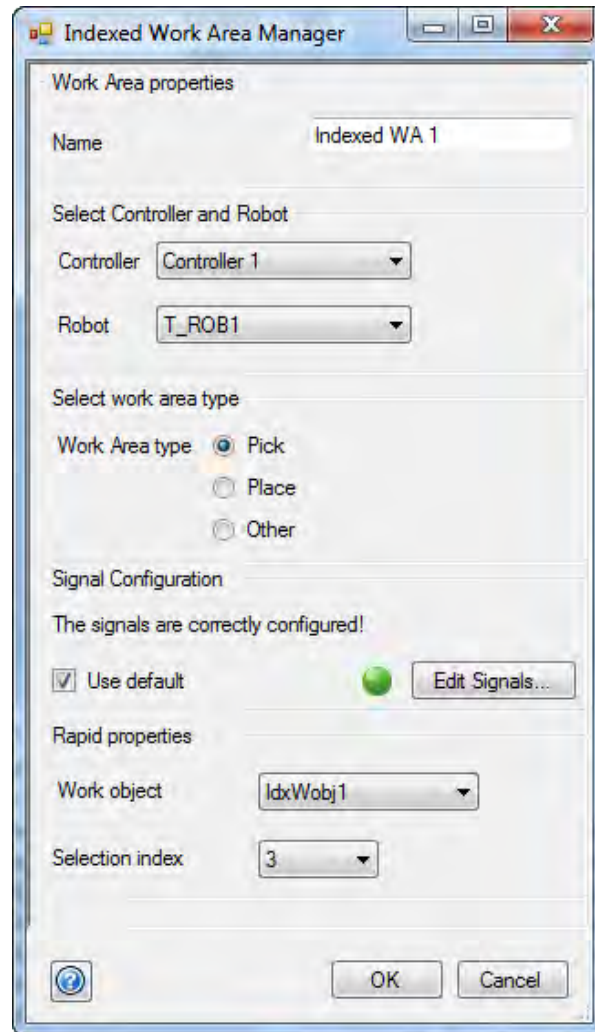 Indexed Work Area Manager
Work Area properties
Name Indexed WA 1
Select Controller and Robot
Controller Controller 1
Robot T_ROB1
Select work area type
Work Area type Pick
Place
Other
Signal Configuration
The signals are correctly configured!
Use default Edit Signals...
Rapid properties
Work object IdxWobj1
Selection index 3
OK Cancel